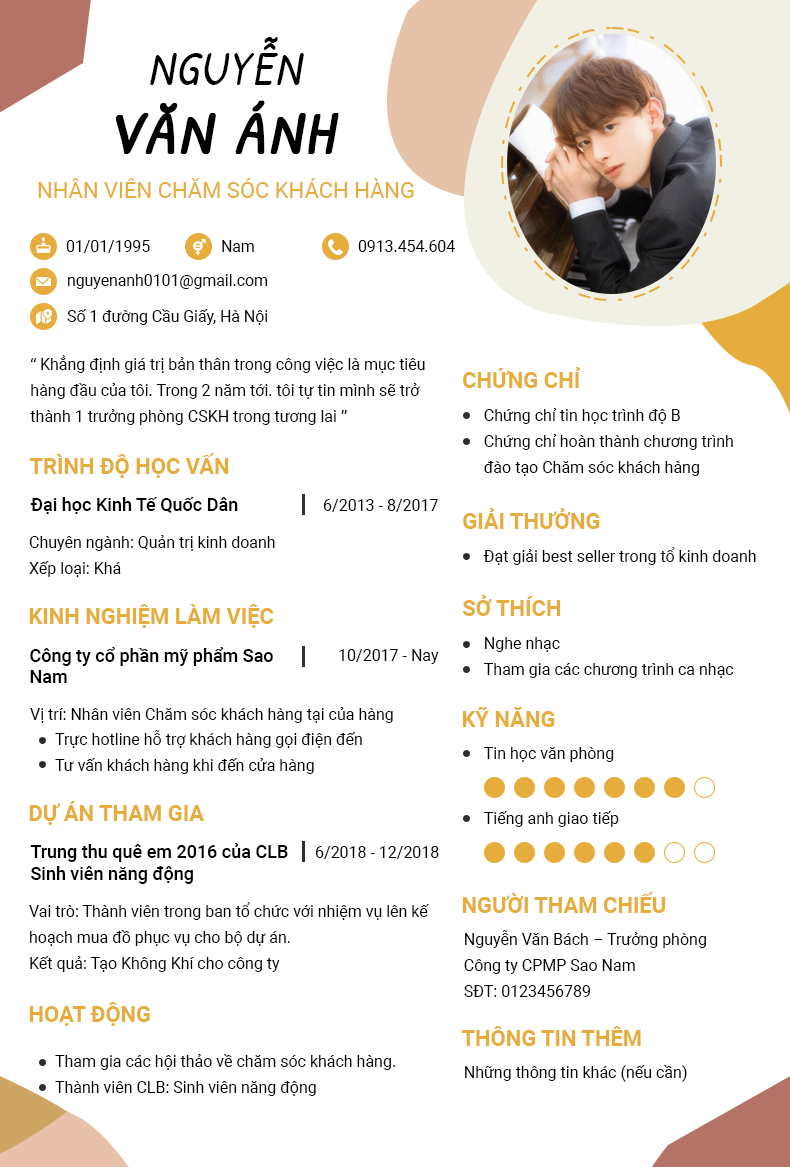 NGUYỄN
VĂN ÁNH
NHÂN VIÊN CHĂM SÓC KHÁCH HÀNG
01/01/1995 Nam 0913.454.604
nguyenanh0101@gmail.com
Số 1 đường Cầu Giấy, Hà Nội
“ Khẳng định giá trị bản thân trong công việc là mục tiêu
hàng đầu của tôi. Trong 2 năm tới. tôi tự tin mình sẽ trở
thành 1 trưởng phòng CSKH trong tương lai ”
TRÌNH ĐỘ HỌC VẤN
Đại học Kinh Tế Quốc Dân 6/2013 - 8/2017
Chuyên ngành: Quản trị kinh doanh
Xếp loại: Khá
KINH NGHIỆM LÀM VIỆC
Công ty cổ phần mỹ phẩm Sao 10/2017 - Nay
Nam
Vị trí: Nhân viên Chăm sóc khách hàng tại của hàng
• Trực hotline hỗ trợ khách hàng gọi điện đến
• Tư vấn khách hàng khi đến cửa hàng
DỰ ÁN THAM GIA
Trung thu quê em 2016 của CLB 6/2018 - 12/2018
Sinh viên năng động
Vai trò: Thành viên trong ban tổ chức với nhiệm vụ lên kế
hoạch mua đồ phục vụ cho bộ dự án.
Kết quả: Tạo Không Khí cho công ty
HOẠT ĐỘNG
• Tham gia các hội thảo về chăm sóc khách hàng.
• Thành viên CLB: Sinh viên năng động
CHỨNG CHỈ
• Chứng chỉ tin học trình độ B
• Chứng chỉ hoàn thành chương trình
đào tạo Chăm sóc khách hàng
GIẢI THƯỞNG
• Đạt giải best seller trong tổ kinh doanh
SỞ THÍCH
• Nghe nhạc
• Tham gia các chương trình ca nhạc
KỸ NĂNG
• Tin học văn phòng
• Tiếng anh giao tiếp
NGƯỜI THAM CHIẾU
Nguyễn Văn Bách – Trưởng phòng
Công ty CPMP Sao Nam
SĐT: 0123456789
THÔNG TIN THÊM
Những thông tin khác (nếu cần)